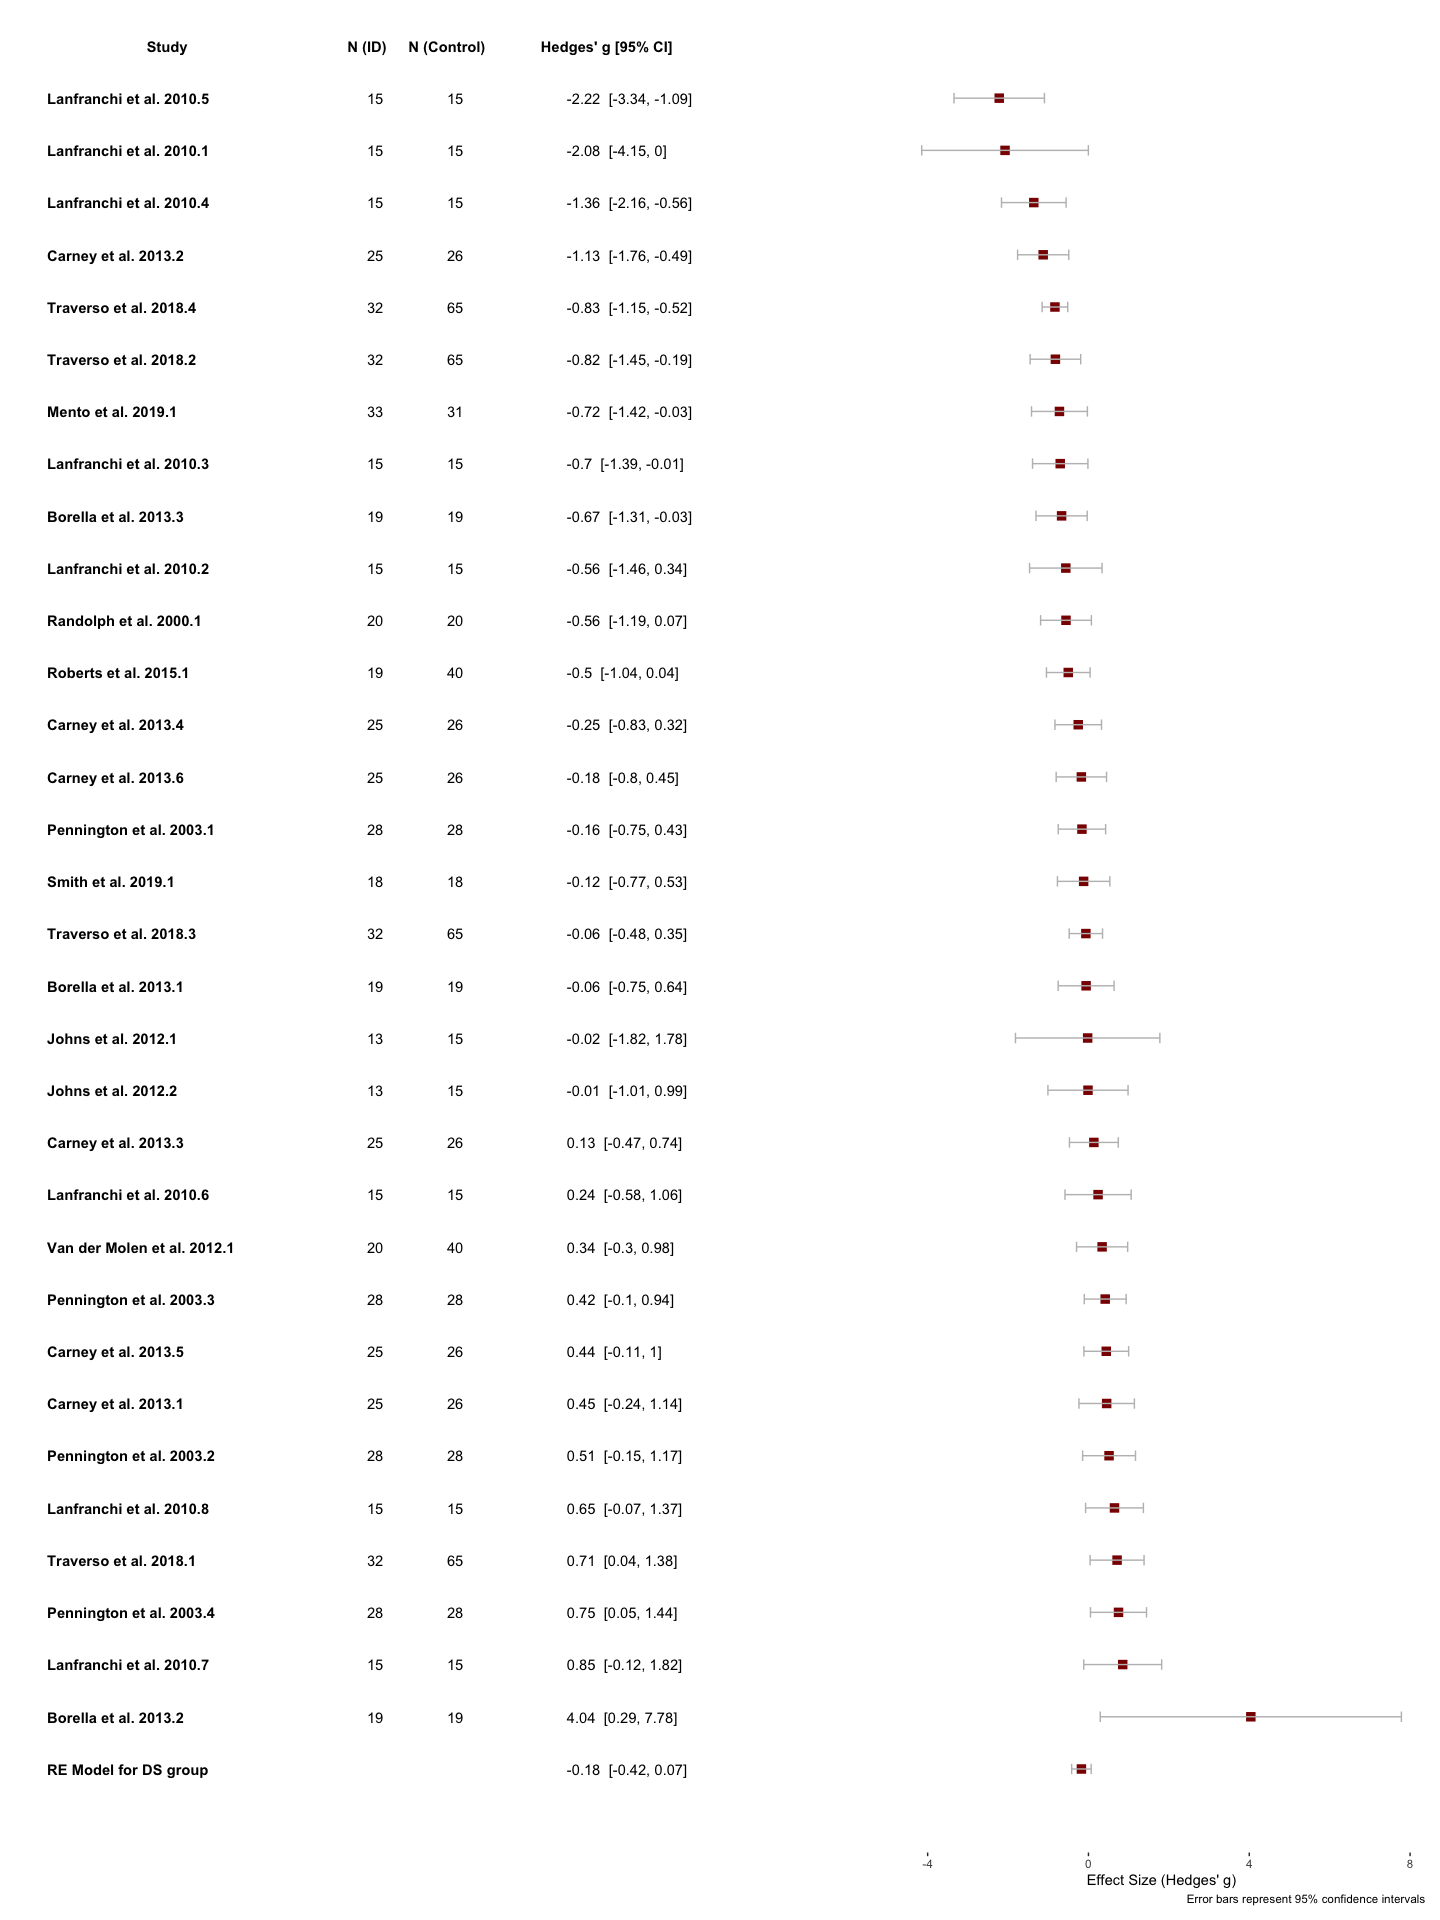 Study N (ID) N (Control) Hedges' g [95% CI]
Lanfranchi et al. 2010.5 15 15 -2.22 [-3.34, -1.09]
Lanfranchi et al. 2010.1 15 15 -2.08 [-4.15, 0]
Lanfranchi et al. 2010.4 15 15 -1.36 [-2.16, -0.56]
Carney et al. 2013.2 25 26 -1.13 [-1.76, -0.49]
Traverso et al. 2018.4 32 65 -0.83 [-1.15, -0.52]
Traverso et al. 2018.2 32 65 -0.82 [-1.45, -0.19]
Mento et al. 2019.1 33 31 -0.72 [-1.42, -0.03]
Lanfranchi et al. 2010.3 15 15 -0.7 [-1.39, -0.01]
Borella et al. 2013.3 19 19 -0.67 [-1.31, -0.03]
Lanfranchi et al. 2010.2 15 15 -0.56 [-1.46, 0.34]
Randolph et al. 2000.1 20 20 -0.56 [-1.19, 0.07]
Roberts et al. 2015.1 19 40 -0.5 [-1.04, 0.04]
Carney et al. 2013.4 25 26 -0.25 [-0.83, 0.32]
Carney et al. 2013.6 25 26 -0.18 [-0.8, 0.45]
Pennington et al. 2003.1 28 28 -0.16 [-0.75, 0.43]
Smith et al. 2019.1 18 18 -0.12 [-0.77, 0.53]
Traverso et al. 2018.3 32 65 -0.06 [-0.48, 0.35]
Borella et al. 2013.1 19 19 -0.06 [-0.75, 0.64]
Johns et al. 2012.1 13 15 -0.02 [-1.82, 1.78]
Johns et al. 2012.2 13 15 -0.01 [-1.01, 0.99]
Carney et al. 2013.3 25 26 0.13 [-0.47, 0.74]
Lanfranchi et al. 2010.6 15 15 0.24 [-0.58, 1.06]
Van der Molen et al. 2012.1 20 40 0.34 [-0.3, 0.98]
Pennington et al. 2003.3 28 28 0.42 [-0.1, 0.94]
Carney et al. 2013.5 25 26 0.44 [-0.11, 1]
Carney et al. 2013.1 25 26 0.45 [-0.24, 1.14]
Pennington et al. 2003.2 28 28 0.51 [-0.15, 1.17]
Lanfranchi et al. 2010.8 15 15 0.65 [-0.07, 1.37]
Traverso et al. 2018.1 32 65 0.71 [0.04, 1.38]
Pennington et al. 2003.4 28 28 0.75 [0.05, 1.44]
Lanfranchi et al. 2010.7 15 15 0.85 [-0.12, 1.82]
Borella et al. 2013.2 19 19 4.04 [0.29, 7.78]
RE Model for DS group -0.18 [-0.42, 0.07]
-4 0 4 8
Effect Size (Hedges' g)
Error bars represent 95% confidence intervals